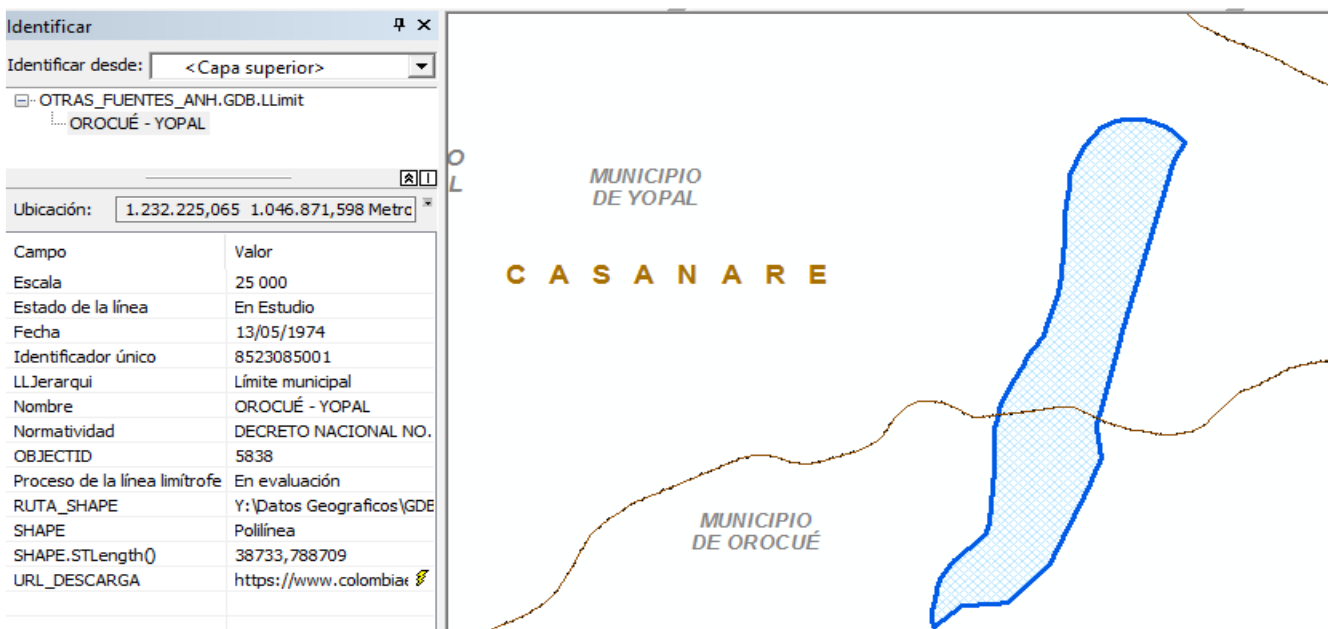 Identificar
Identificar desde: <Capa superior>
OTRAS_FUENTES_ANH.GDB.LLimit
OROCUÉ - YOPAL
Ubicación: 1.232.225,065 1.046.871,598 Metro
Campo Valor
Escala 25 000
Estado de la línea En Estudio
Fecha 13/05/1974
Identificador único 8523085001
LLJerarqui Límite municipal
Nombre OROCUÉ - YOPAL
Normatividad DECRETO NACIONAL NO.
OBJECTID 5838
Proceso de la línea limítrofe En evaluación
RUTA_SHAPE Y:\Datos Geograficos\GDB
SHAPE Polilínea
SHAPE.STLength() 38733,788709
URL_DESCARGA https://www.colombiae
O
L
MUNICIPIO
DE YOPAL
CASANARE
MUNICIPIO
DE OROCUÉ